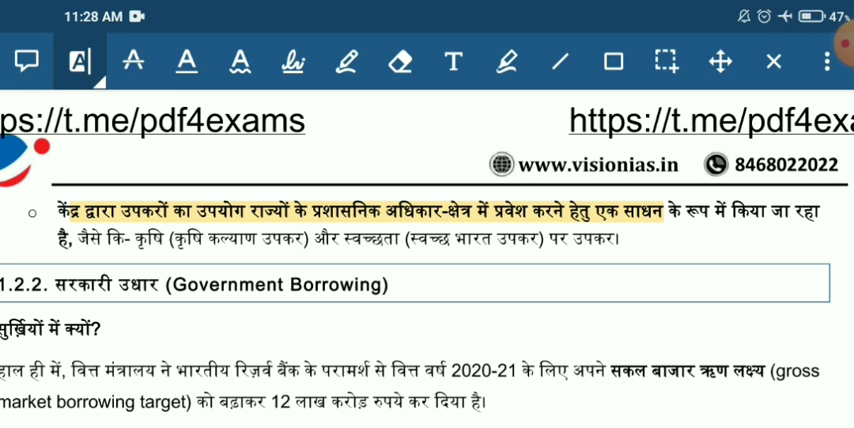 11:28 AM
47%
T
ps://t.me/pdf4exams
https://t.me/pdf4exa
www.visionias.in
8468022022
○ केंद्र द्वारा उपकरों का उपयोग राज्यों के प्रशासनिक अधिकार-क्षेत्र में प्रवेश करने हेतु एक साधन के रूप में किया जा रहा
है, जैसे कि- कृषि (कृषि कल्याण उपकर) और स्वच्छता (स्वच्छ भारत उपकर) पर उपकर।
1.2.2. सरकारी उधार (Government Borrowing)
सुर्ख़ियों में क्यों?
हाल ही में, वित्त मंत्रालय ने भारतीय रिज़र्व बैंक के परामर्श से वित्त वर्ष 2020-21 के लिए अपने सकल बाजार ऋण लक्ष्य (gross
market borrowing target) को बढ़ाकर 12 लाख करोड़ रुपये कर दिया है।